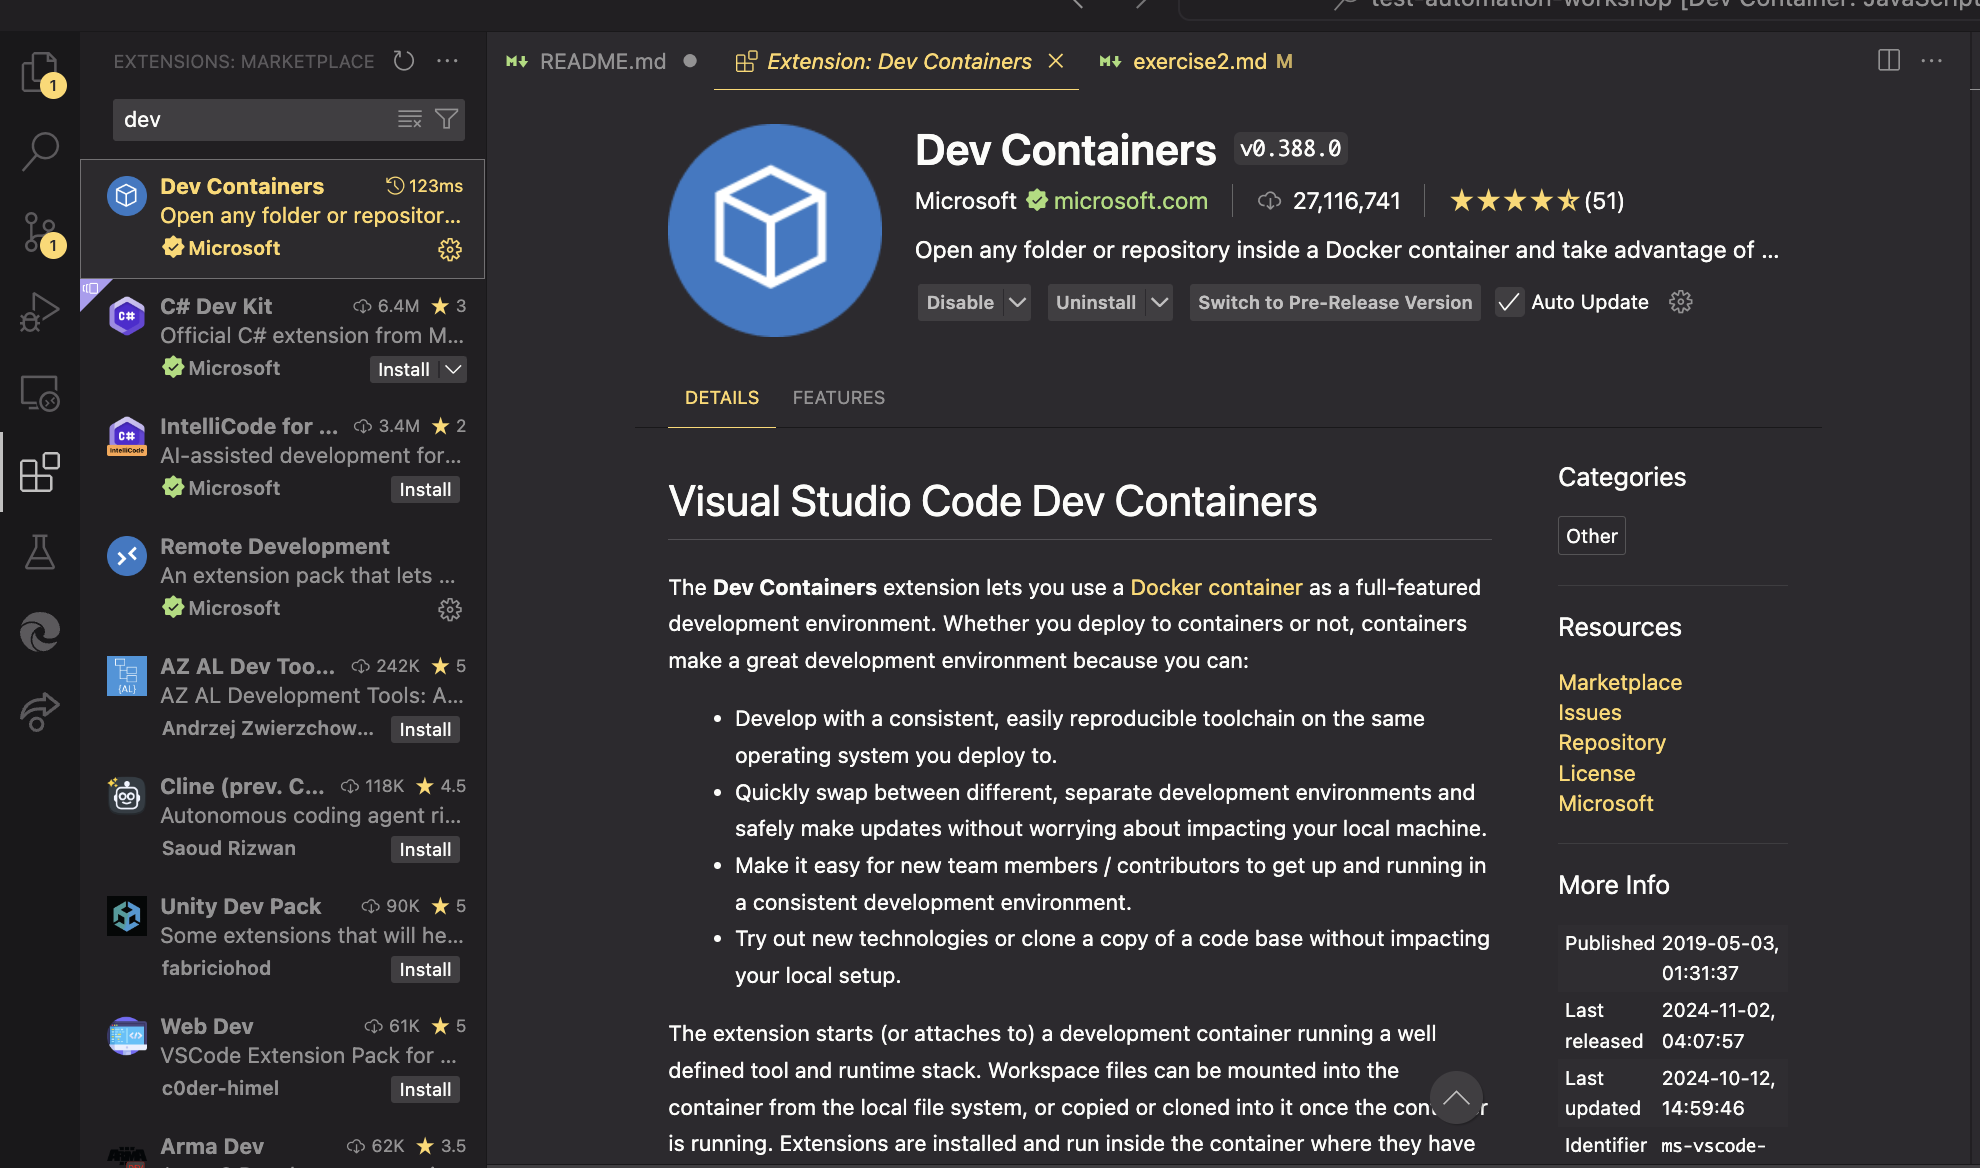 test-automation-workshop [Dev Container: JavaScript
1
1
EXTENSIONS: MARKETPLACE
dev
Dev Containers 123ms
Open any folder or repositor...
Microsoft
C# Dev Kit 6.4M 3
Official C# extension from M...
Microsoft Install
IntelliCode for ... 3.4M 2
AI-assisted development for...
Microsoft Install
Remote Development
An extension pack that lets ...
Microsoft
AZ AL Dev Too... 242K 5
AZ AL Development Tools: A...
Andrzej Zwierzchow... Install
Cline (prev. C... 118K 4.5
Autonomous coding agent ri...
Saoud Rizwan Install
Unity Dev Pack 90K 5
Some extensions that will he...
fabriciohod Install
Web Dev 61K 5
VSCode Extension Pack for ...
c0der-himel Install
Arma Dev 62K 3.5
C#
C#
IntelliCode
{AL}
README.md Extension: Dev Containers exercise2.md M
Dev Containers v0.388.0
Microsoft microsoft.com 27,116,741 (51)
Open any folder or repository inside a Docker container and take advantage of ...
Disable Uninstall Switch to Pre-Release Version Auto Update
DETAILS FEATURES
Visual Studio Code Dev Containers
The Dev Containers extension lets you use a Docker container as a full-featured
development environment. Whether you deploy to containers or not, containers
make a great development environment because you can:
• Develop with a consistent, easily reproducible toolchain on the same
operating system you deploy to.
• Quickly swap between different, separate development environments and
safely make updates without worrying about impacting your local machine.
• Make it easy for new team members / contributors to get up and running in
a consistent development environment.
• Try out new technologies or clone a copy of a code base without impacting
your local setup.
The extension starts (or attaches to) a development container running a well
defined tool and runtime stack. Workspace files can be mounted into the
container from the local file system, or copied or cloned into it once the con
is running. Extensions are installed and run inside the container where they have
Categories
Other
Resources
Marketplace
Issues
Repository
License
Microsoft
More Info
Published 2019-05-03,
01:31:37
Last 2024-11-02,
released 04:07:57
Last 2024-10-12,
updated 14:59:46
Identifier ms-vscode-